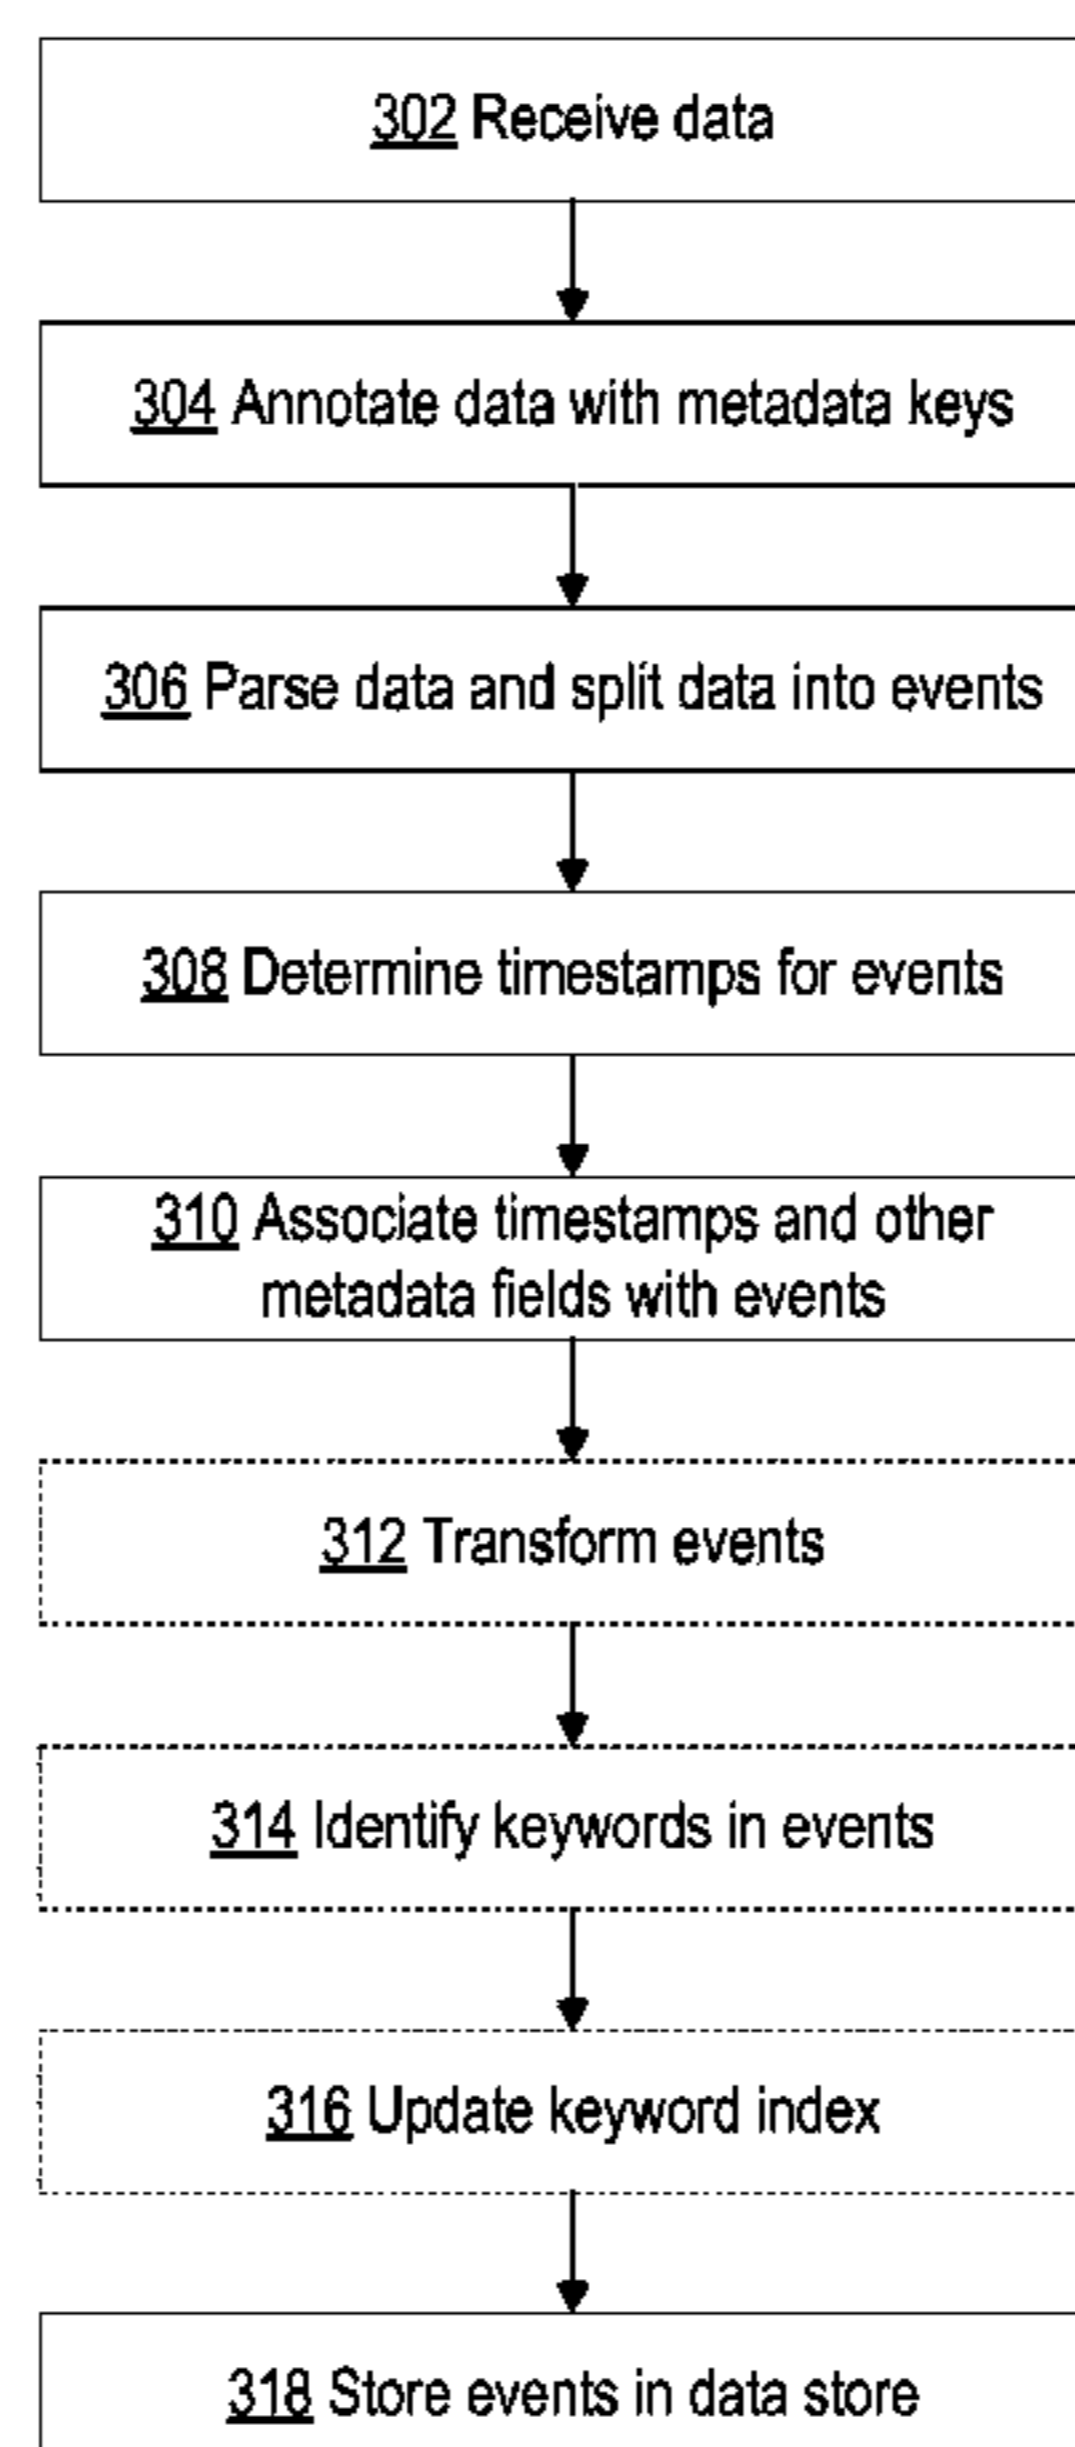 302 Receive data
304 Annotate data with metadata keys
306 Parse data and split data into events
308 Determine timestamps for events
310 Associate timestamps and other
metadata fields with events
312 Transform events
314 Identify keywords in events
316 Update keyword index
318 Store events in data store